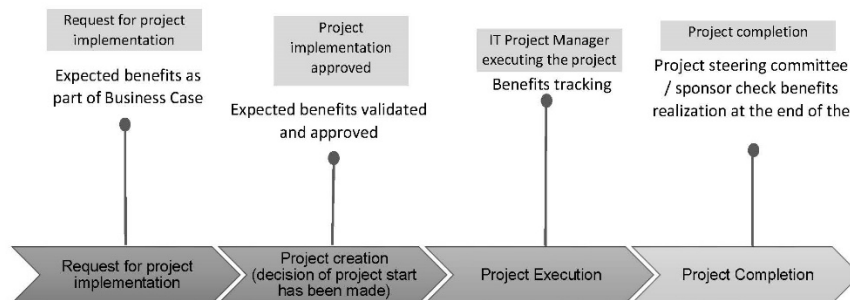 Request for project
implementation
Expected benefits as
part of Business Case
Project
implementation
approved
Expected benefits validated
and approved
IT Project Manager
executing the project
Benefits tracking
Project completion
Project steering committee
/ sponsor check benefits
realization at the end of the
Request for project
implementation
Project creation
(decision of project start
has been made)
Project Execution
Project Completion